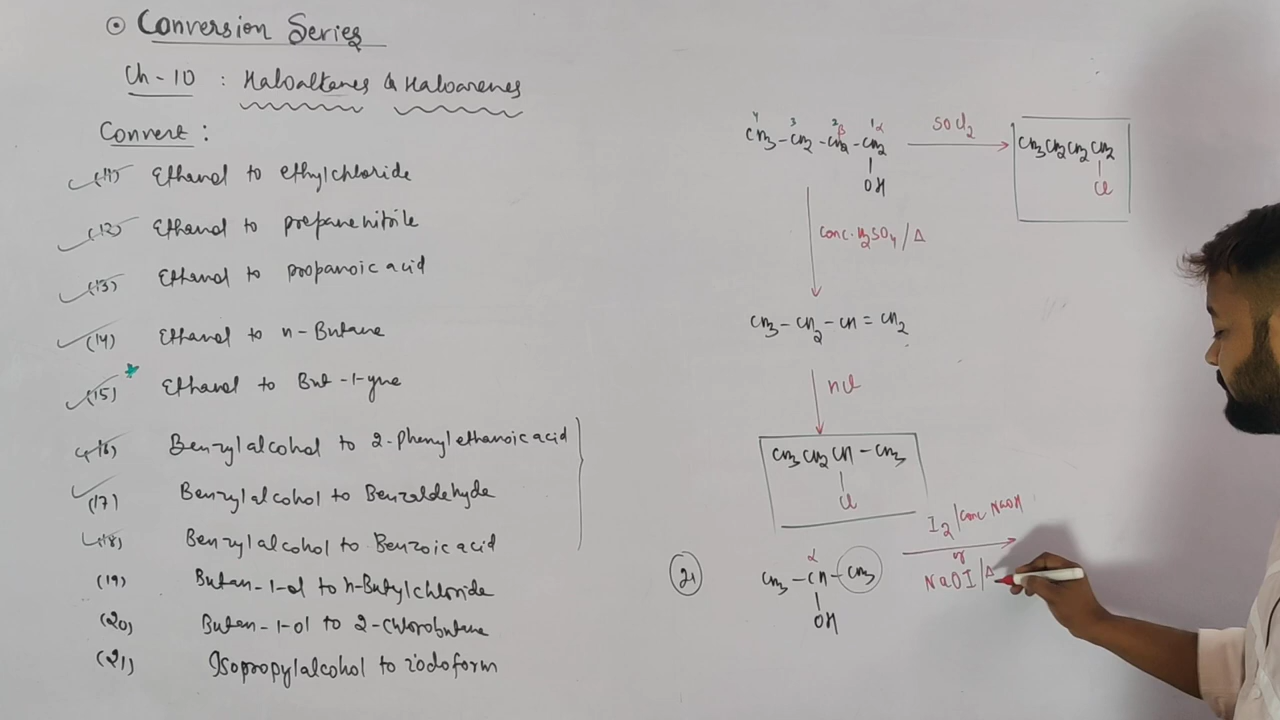 Conversion Series
Ch-10 : Haloalkanes & Haloarenes
Convert :
(11) Ethanol to ethylchloride
(12) Ethanol to propanenitrile
(13) Ethanol to propanoic acid
(14) Ethanol to n-Butane
(15) Ethanol to But-1-yne
(16) Benzylalcohol to 2-Phenylethanoic acid
(17) Benzylalcohol to Benzaldehyde
(18) Benzylalcohol to Benzoic acid
(19) Butan-1-ol to n-Butylchloride
(20) Butan-1-ol to 2-chlorobutane
(21) Isopropylalcohol to iodoform
4 3 2 β 1 α
CH3-CH2-CH2-CH2
OH
SOCl2
CH3CH2CH2CH2
Cl
conc. H2SO4/Δ
CH3-CH2-CH=CH2
HCl
CH3CH2CH-CH3
Cl
21
α
CH3-CH-CH3
OH
I2/conc NaOH
or
NaOI/Δ